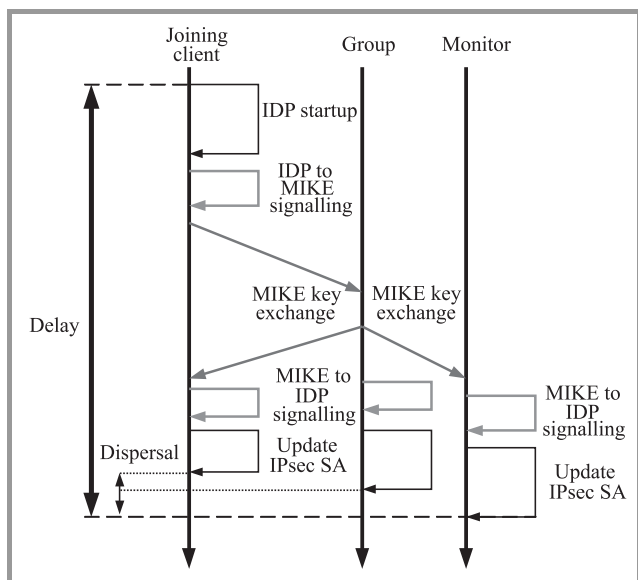 Joining
client
Group
Monitor
IDP startup
IDP to
MIKE
signalling
MIKE key
exchange
MIKE key
exchange
Delay
MIKE to
IDP
signalling
MIKE to
IDP
signalling
Dispersal
Update
IPsec SA
Update
IPsec SA